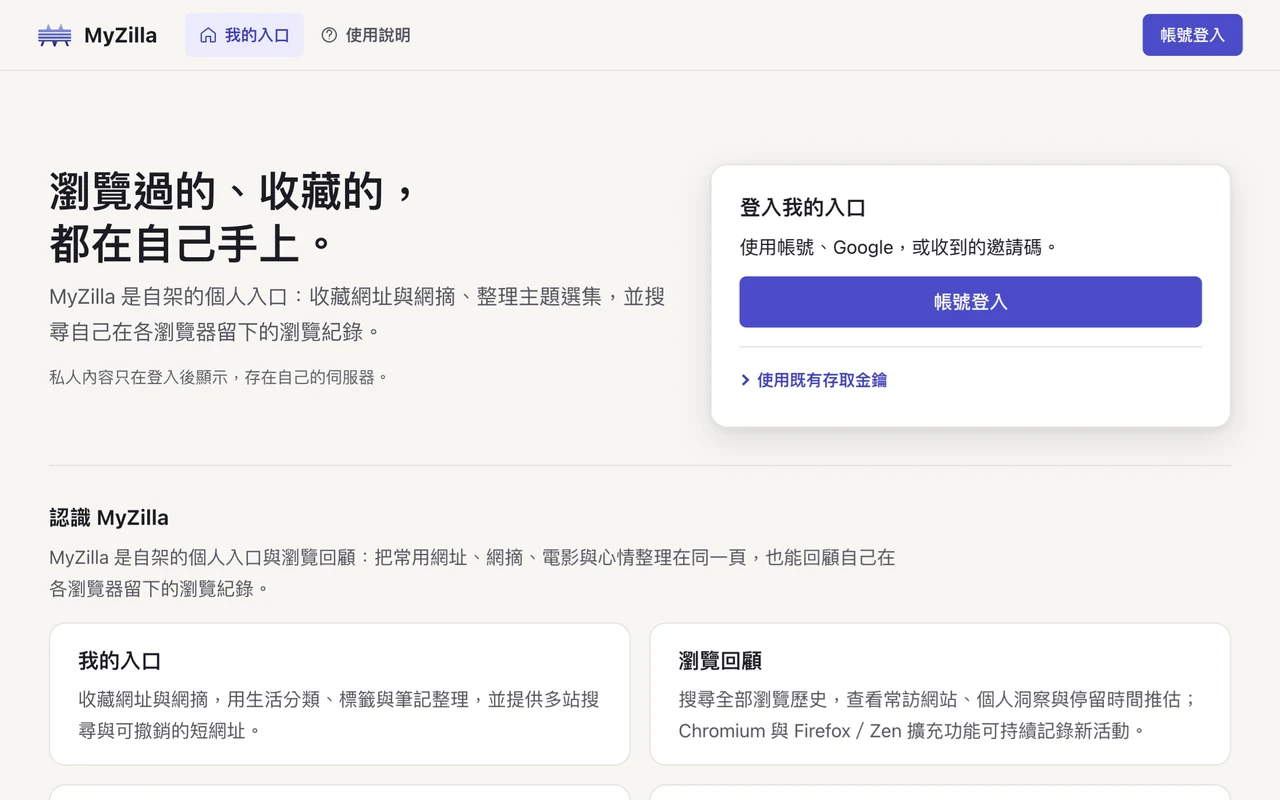 MyZilla
我的入口
使用說明
帳號登入
瀏覽過的、收藏的，
都在自己手上。
MyZilla 是自架的個人入口：收藏網址與網摘、整理主題選集，並搜
尋自己在各瀏覽器留下的瀏覽紀錄。
私人內容只在登入後顯示，存在自己的伺服器。
登入我的入口
使用帳號、Google，或收到的邀請碼。
帳號登入
使用既有存取金鑰
認識 MyZilla
MyZilla 是自架的個人入口與瀏覽回顧：把常用網址、網摘、電影與心情整理在同一頁，也能回顧自己在
各瀏覽器留下的瀏覽紀錄。
我的入口
收藏網址與網摘，用生活分類、標籤與筆記整理，並提供多站搜
尋與可撤銷的短網址。
瀏覽回顧
搜尋全部瀏覽歷史，查看常訪網站、個人洞察與停留時間推估；
Chromium 與 Firefox / Zen 擴充功能可持續記錄新活動。